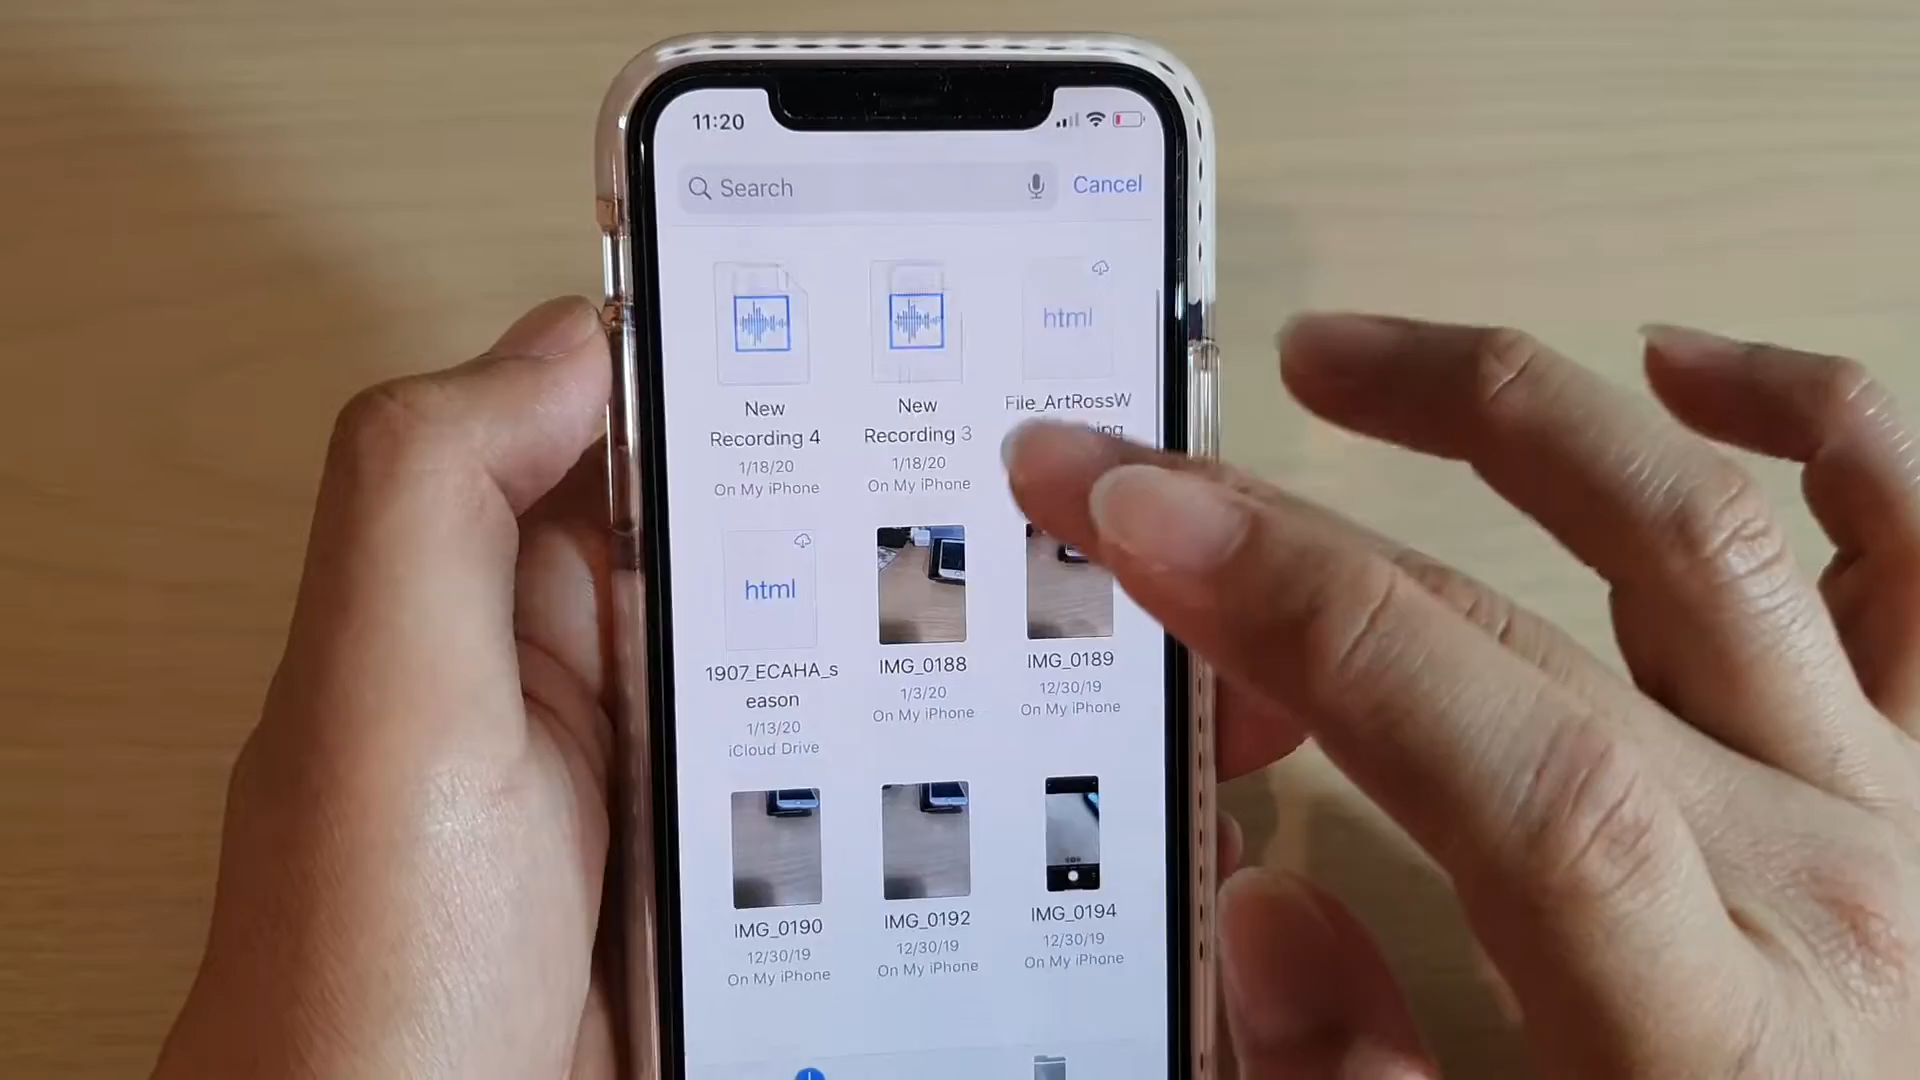 11:20
Search
Cancel
html
New
Recording 4
1/18/20
On My iPhone
New
Recording 3
1/18/20
On My iPhone
File_ArtRossW
html
1907_ECAHA_s
eason
1/13/20
iCloud Drive
IMG_0188
1/3/20
On My iPhone
IMG_0189
12/30/19
On My iPhone
IMG_0190
12/30/19
On My iPhone
IMG_0192
12/30/19
On My iPhone
IMG_0194
12/30/19
On My iPhone